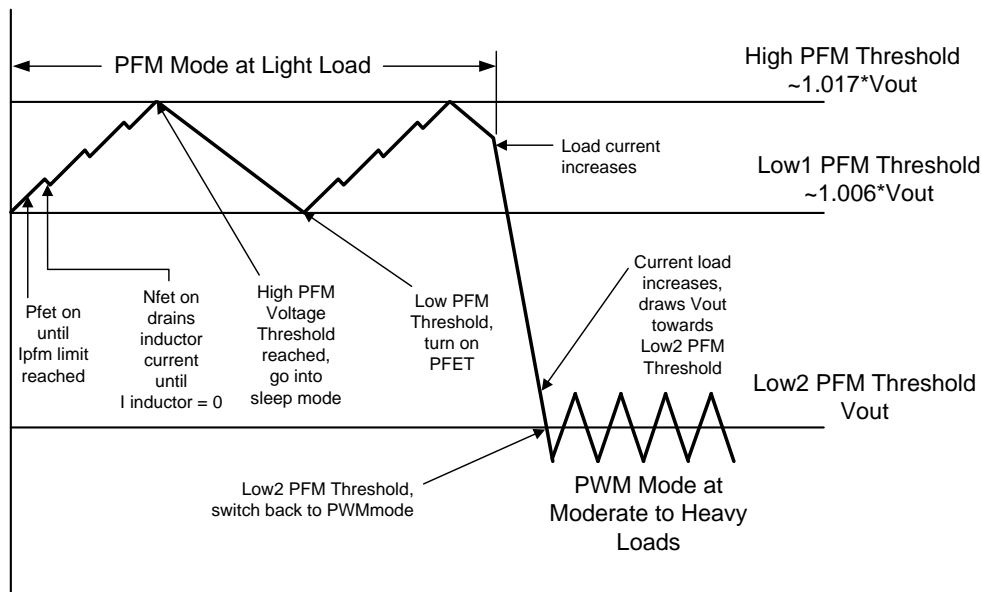 PFM Mode at Light Load
High PFM Threshold
~1.017*Vout
Load current
increases
Low1 PFM Threshold
~1.006*Vout
Pfet on
until
Ipfm limit
reached
Nfet on
drains
inductor
current
until
I inductor = 0
High PFM
Voltage
Threshold
reached,
go into
sleep mode
Low PFM
Threshold,
turn on
PFET
Current load
increases,
draws Vout
towards
Low2 PFM
Threshold
Low2 PFM Threshold
Vout
Low2 PFM Threshold,
switch back to PWMmode
PWM Mode at
Moderate to Heavy
Loads